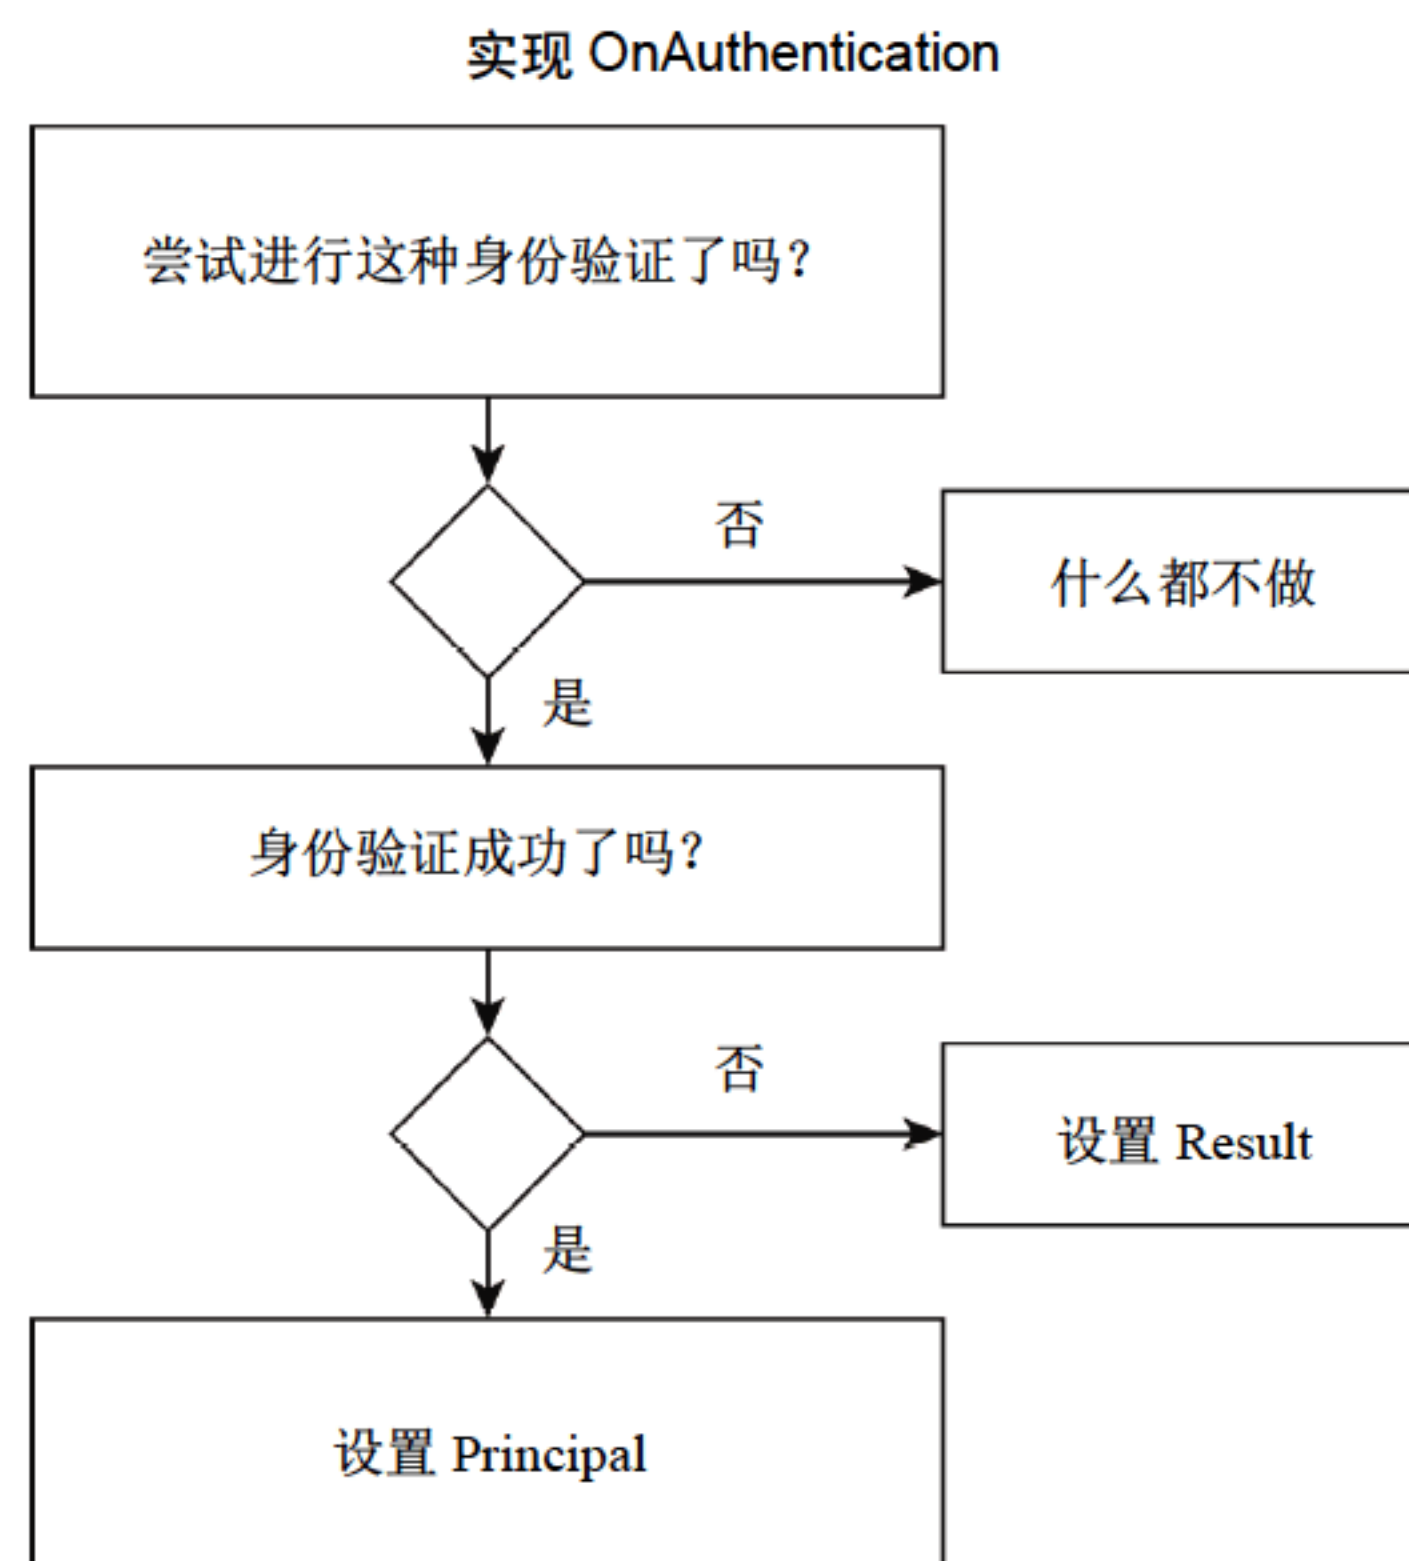 实现 OnAuthentication
尝试进行这种身份验证了吗？
否
什么都不做
是
身份验证成功了吗？
否
设置 Result
是
设置 Principal